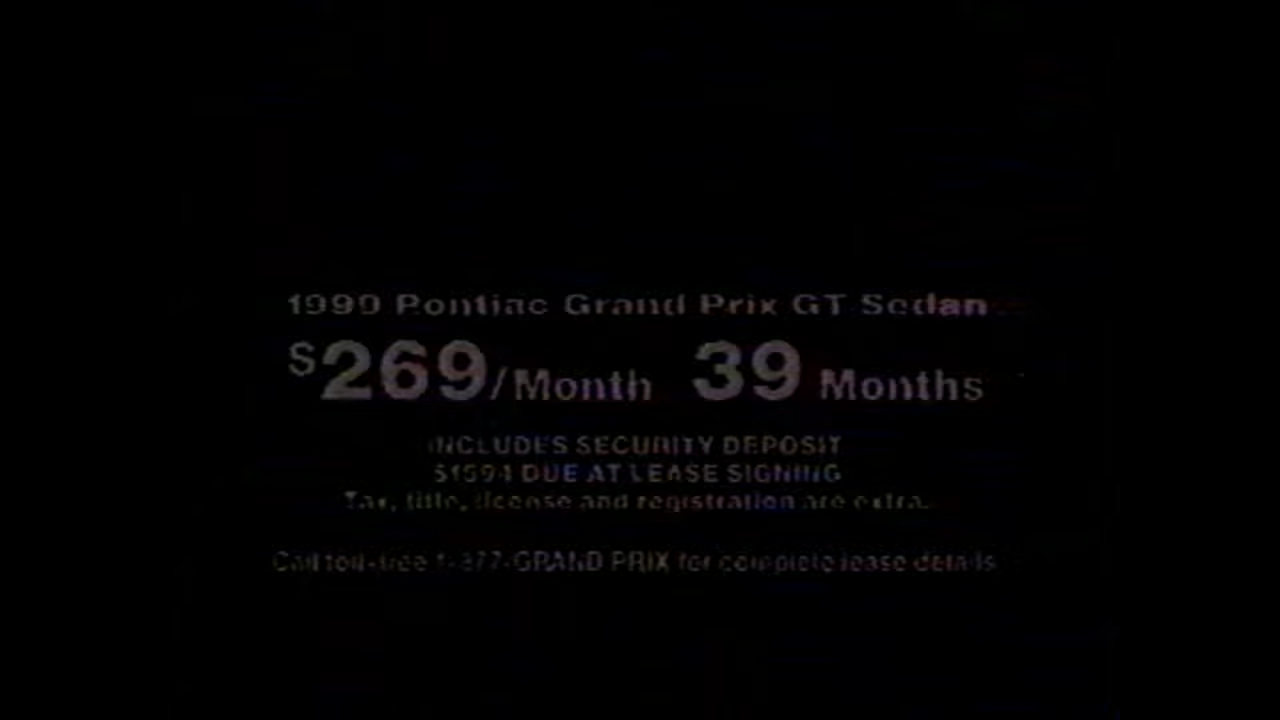 1999 Pontiac Grand Prix GT Sedan
$269/Month 39 Months
INCLUDES SECURITY DEPOSIT
$1594 DUE AT LEASE SIGNING
Tax, title, license and registration are extra.
Call toll-free 1-877-GRAND PRIX for complete lease details